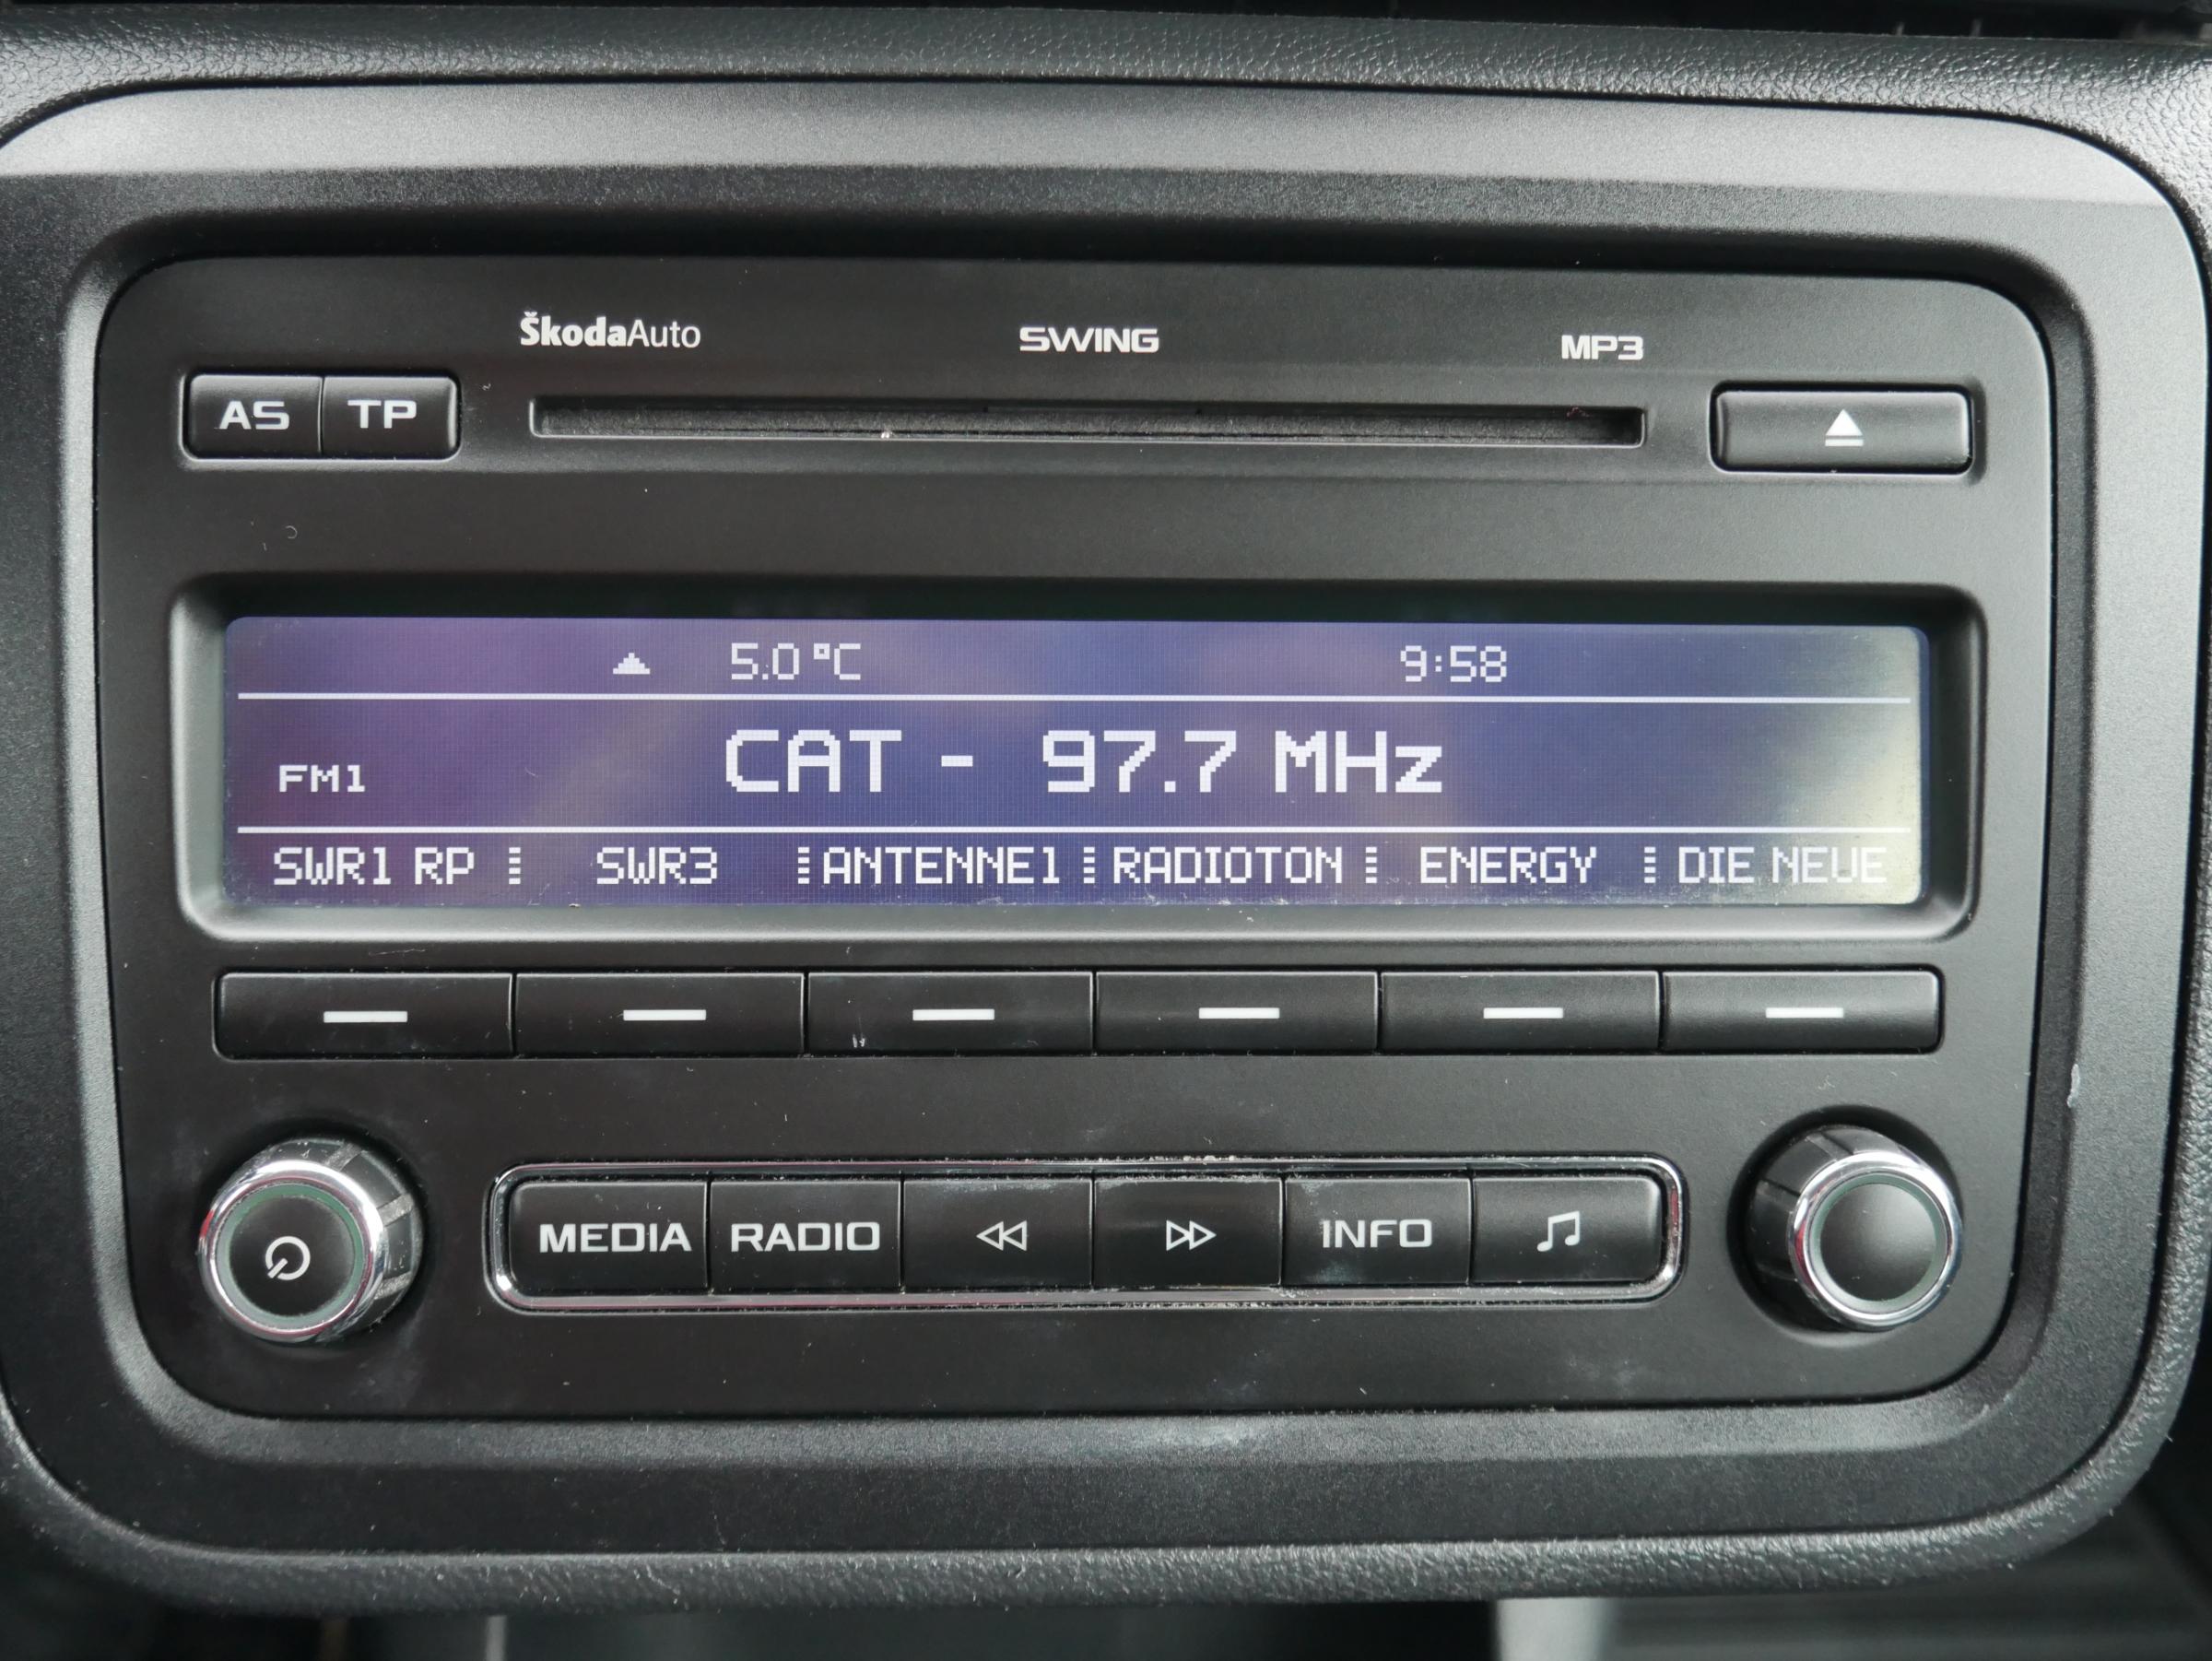 ŠkodaAuto SWING MP3
AS TP
5.0 °C 9:58
FM1 CAT - 97.7 MHz
SWR1 RP SWR3 ANTENNE1 RADIOTON ENERGY DIE NEUE
MEDIA RADIO INFO